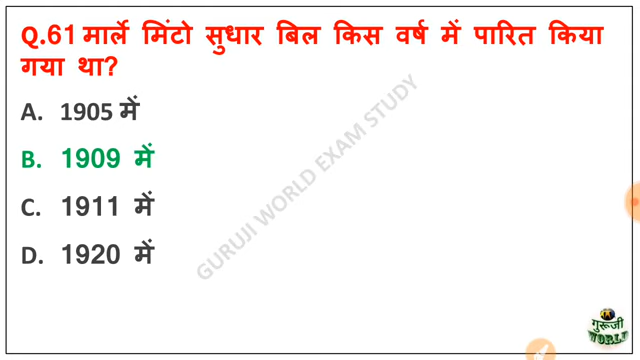 Q.61 मार्ले मिंटो सुधार बिल किस वर्ष में पारित किया
गया था?
A. 1905 में
B. 1909 में
C. 1911 में
D. 1920 में
GURUJI WORLD EXAM STUDY
गुरूजी
WORLD